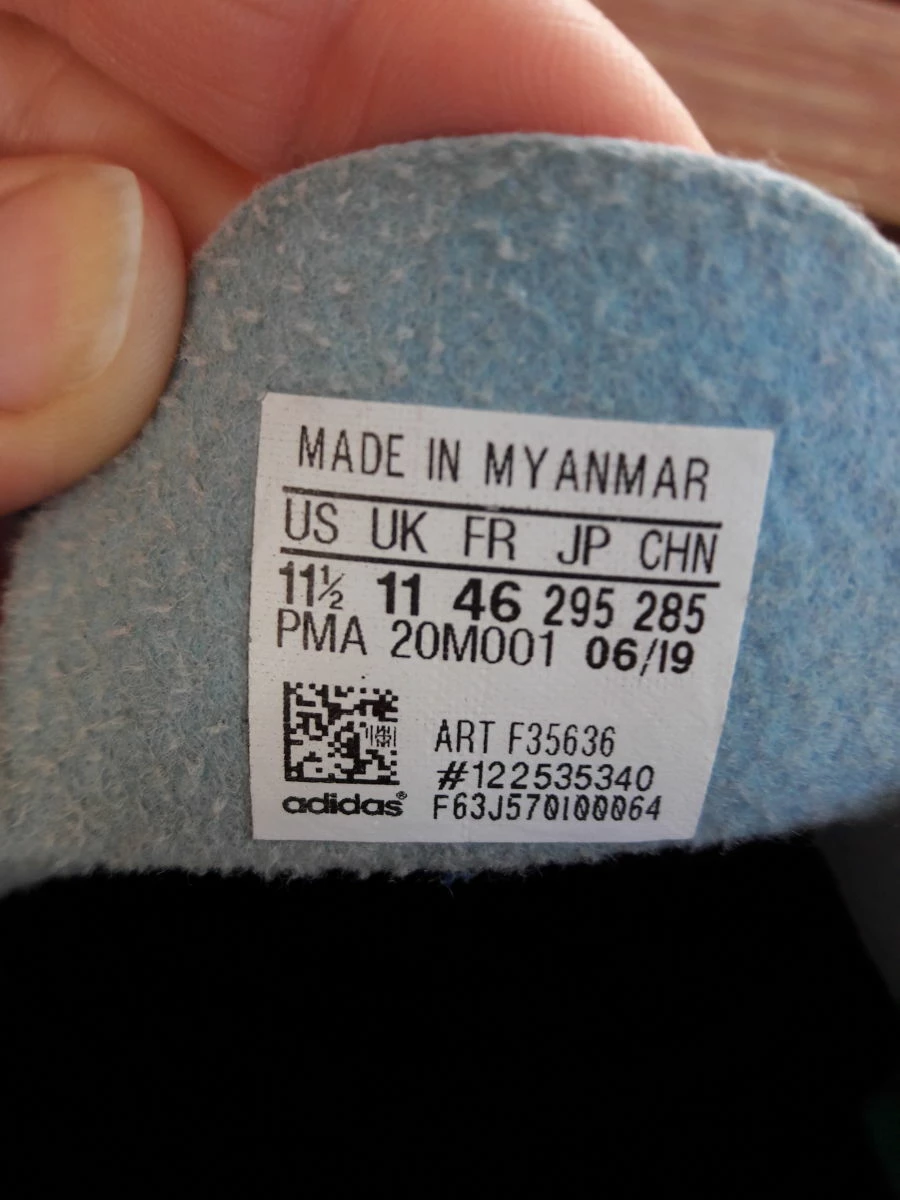 MADE IN MYANMAR
US UK FR JP CHN
11½ 11 46 295 285
PMA 20M001 06/19
ART F35636
#122535340
adidas® F63J570100064